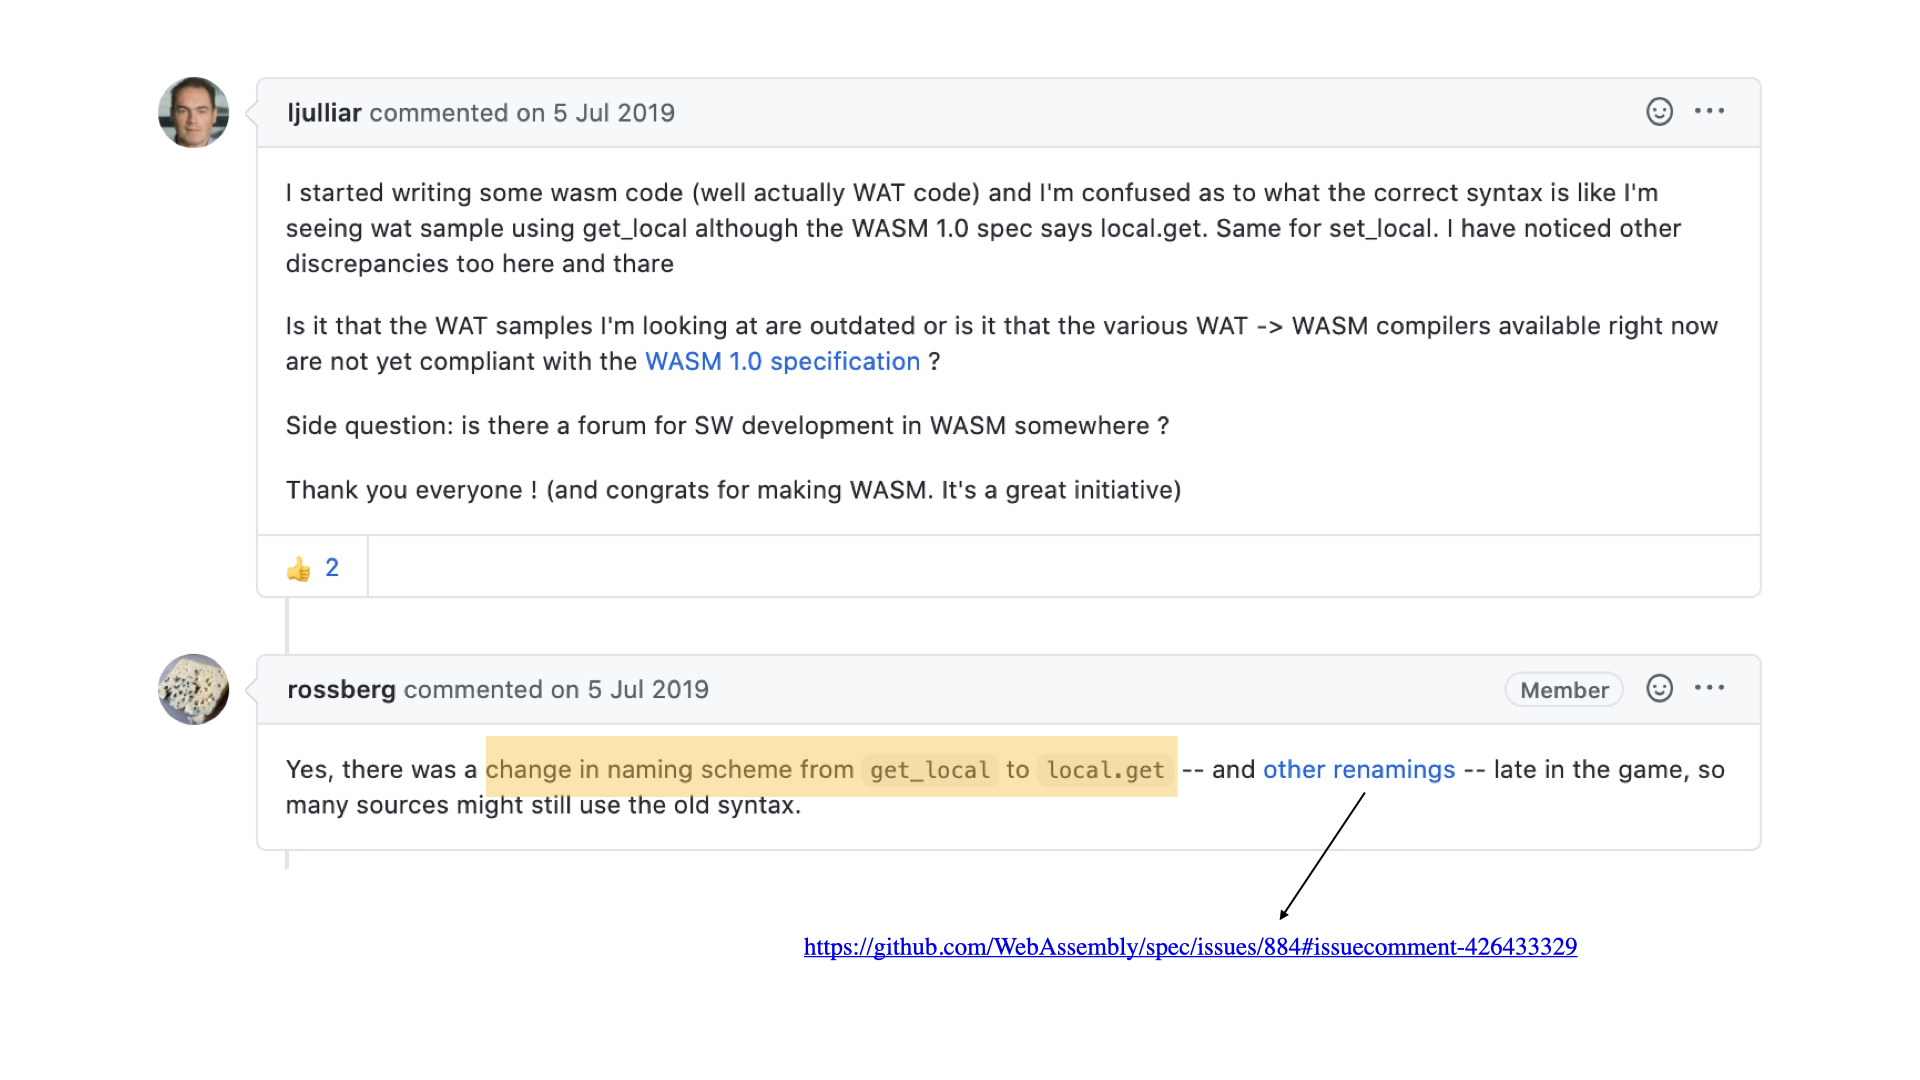 ljulliar commented on 5 Jul 2019
I started writing some wasm code (well actually WAT code) and I'm confused as to what the correct syntax is like I'm
seeing wat sample using get_local although the WASM 1.0 spec says local.get. Same for set_local. I have noticed other
discrepancies too here and thare
Is it that the WAT samples I'm looking at are outdated or is it that the various WAT -> WASM compilers available right now
are not yet compliant with the WASM 1.0 specification ?
Side question: is there a forum for SW development in WASM somewhere ?
Thank you everyone ! (and congrats for making WASM. It's a great initiative)
👍 2
rossberg commented on 5 Jul 2019 Member
Yes, there was a change in naming scheme from get_local to local.get -- and other renamings -- late in the game, so
many sources might still use the old syntax.
https://github.com/WebAssembly/spec/issues/884#issuecomment-426433329